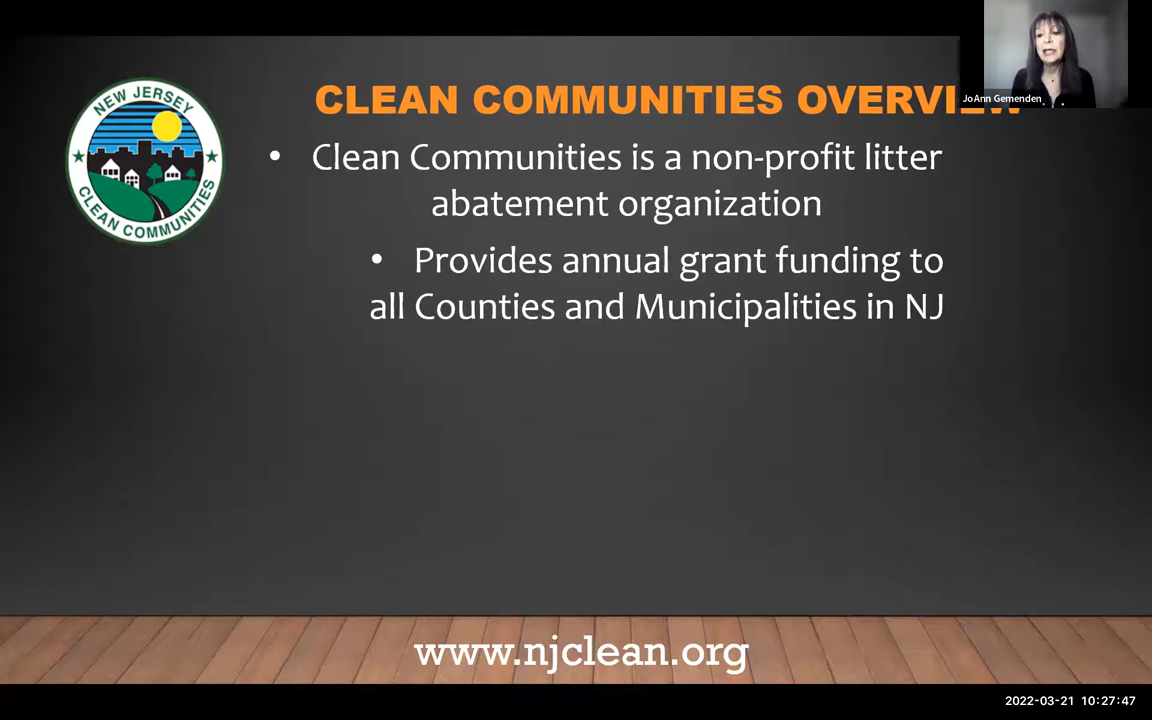 NEW JERSEY
CLEAN COMMUNITIES
CLEAN COMMUNITIES OVERVIEW
JoAnn Gemenden
• Clean Communities is a non-profit litter
abatement organization
• Provides annual grant funding to
all Counties and Municipalities in NJ
www.njclean.org
2022-03-21 10:27:47